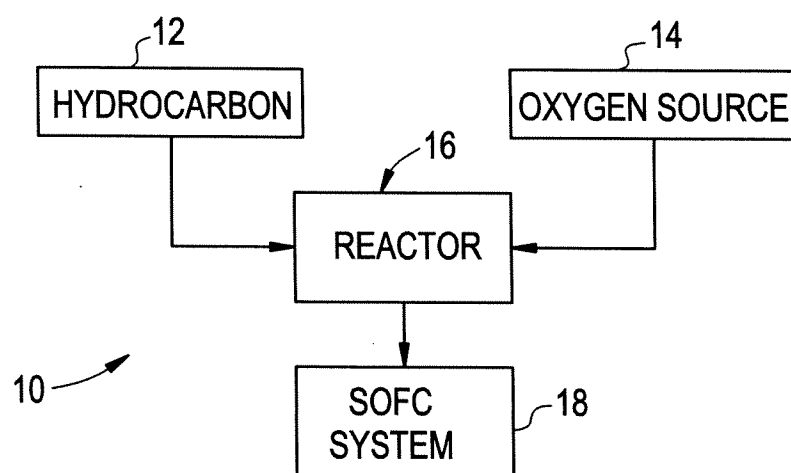 12
14
HYDROCARBON
OXYGEN SOURCE
16
REACTOR
10
SOFC
SYSTEM
18